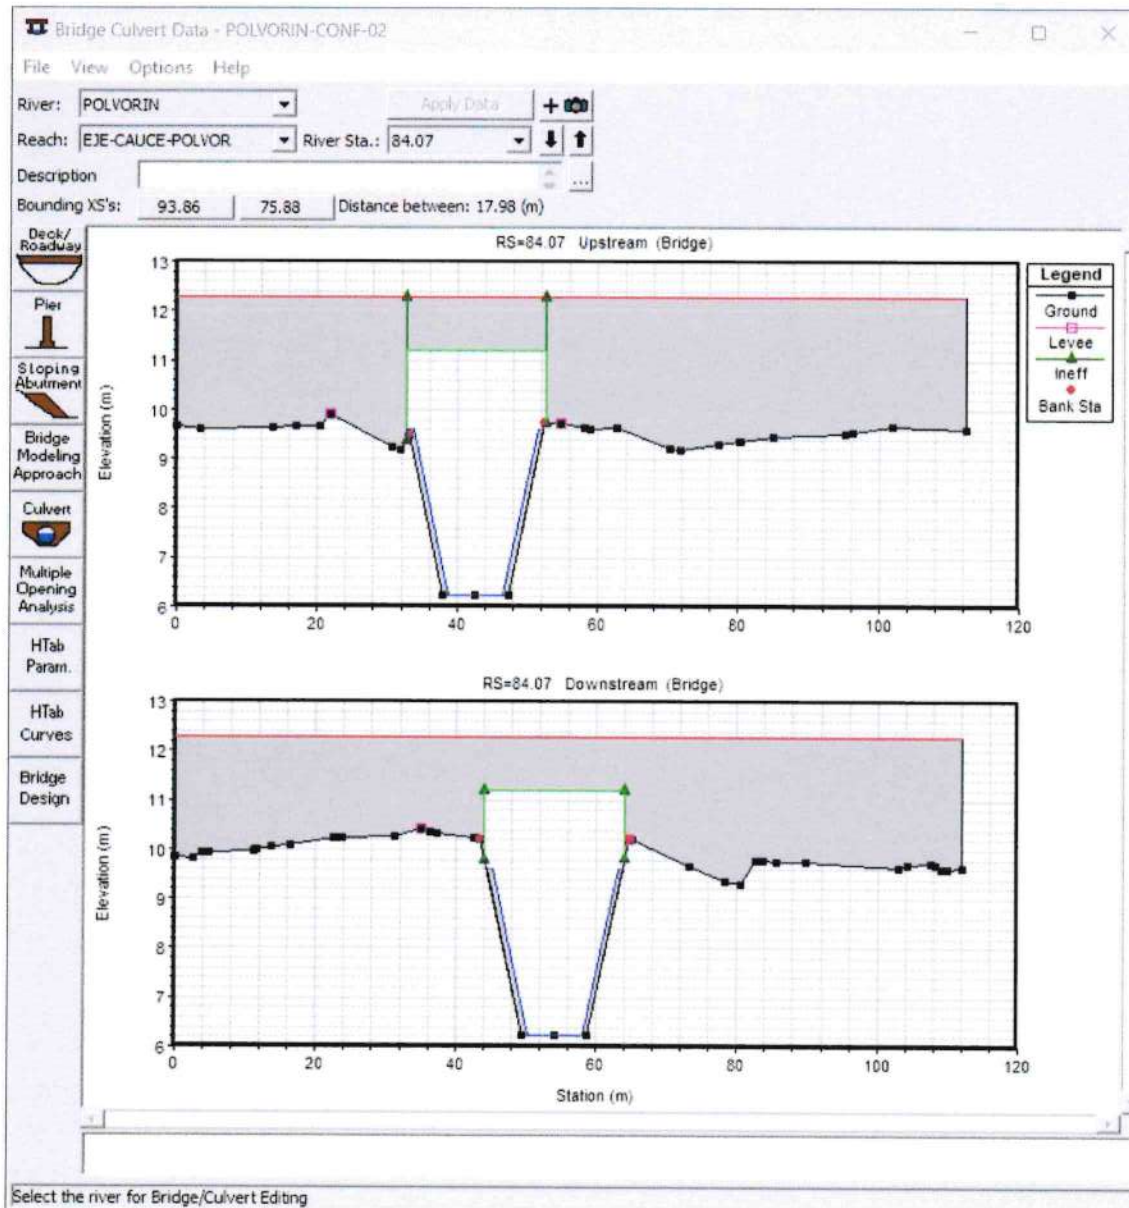 Bridge Culvert Data - POLVORIN-CONF-02
File View Options Help
River: POLVORIN Apply Data
Reach: EJE-CAUCE-POLVOR River Sta.: 84.07
Description ...
Bounding XS's: 93.86 75.88 Distance between: 17.98 (m)
Deck/
Roadway
Pier
Sloping
Abutment
Bridge
Modeling
Approach
Culvert
Multiple
Opening
Analysis
HTab
Param.
HTab
Curves
Bridge
Design
RS=84.07 Upstream (Bridge)
Elevation (m)
13
12
11
10
9
8
7
6
0 20 40 60 80 100 120
Legend
Ground
Levee
Ineff
Bank Sta
RS=84.07 Downstream (Bridge)
Elevation (m)
13
12
11
10
9
8
7
6
0 20 40 60 80 100 120
Station (m)
Select the river for Bridge/Culvert Editing